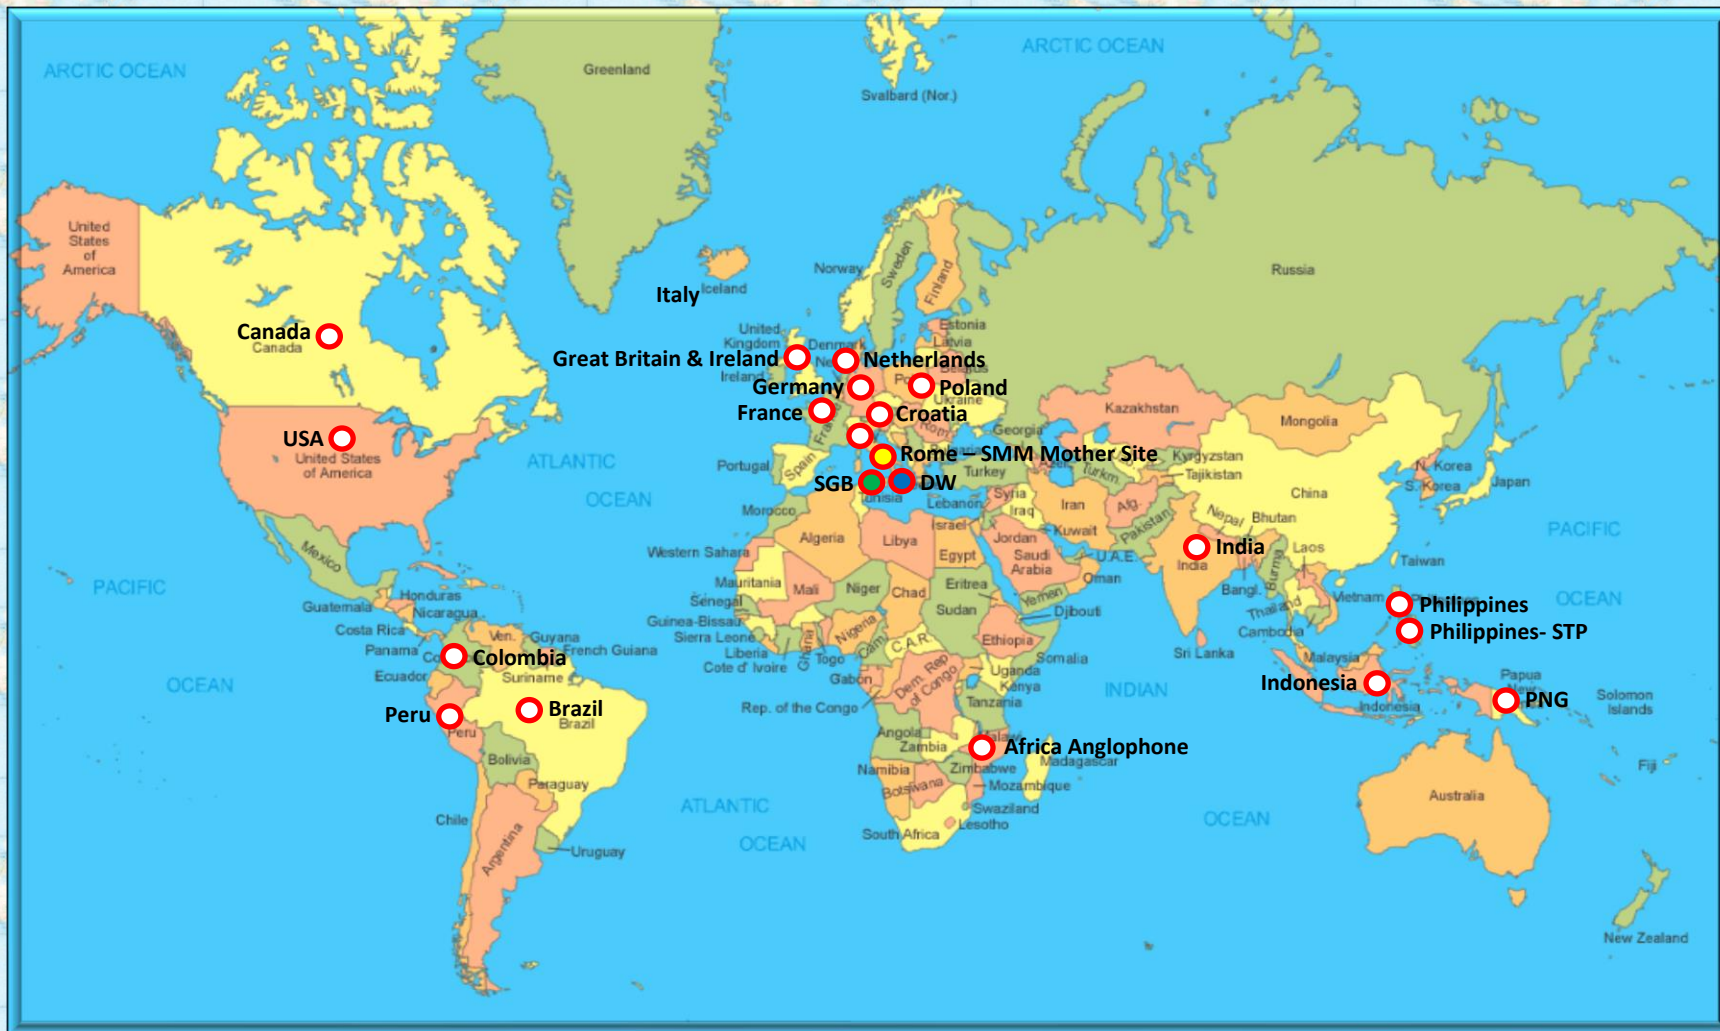 ARCTIC OCEAN
ARCTIC OCEAN
Greenland
Svalbard (Nor.)
United
States
of
America
Norway
Sweden
Finland
Russia
Iceland
Italy
Canada
Canada
United
Kingdom
Denmark
Estonia
Latvia
Great Britain & Ireland
Netherlands
Ireland
Germany
Poland
Ukraine
France
Croatia
Kazakhstan
Mongolia
USA
United States
of America
ATLANTIC
OCEAN
Portugal
Spain
Georgia
Rome – SMM Mother Site
Kyrgyzstan
Turkey
Turkm.
Tajikistan
N. Korea
S. Korea
Japan
China
SGB
DW
Tunisia
Syria
Lebanon
Iraq
Iran
Afg.
Morocco
Israel
Kuwait
Pakistan
Nepal
Bhutan
PACIFIC
OCEAN
Algeria
Libya
Egypt
Jordan
Saudi
Arabia
U.A.E.
Oman
India
India
Bangl.
Burma
Laos
Taiwan
Western Sahara
Mexico
PACIFIC
OCEAN
Mauritania
Mali
Niger
Chad
Eritrea
Sudan
Yemen
Djibouti
Thailand
Vietnam
Cambodia
Philippines
Philippines- STP
Honduras
Guatemala
Nicaragua
Costa Rica
Panama
Senegal
Guinea-Bissau
Sierra Leone
Liberia
Cote d' Ivoire
Ghana
Togo
Nigeria
Cam.
C.A.R.
Ethiopia
Somalia
Sri Lanka
Malaysia
Ven.
Guyana
French Guiana
Suriname
Colombia
Ecuador
Gabon
Rep. of the Congo
Dem. Rep
of Congo
Uganda
Kenya
Tanzania
INDIAN
OCEAN
Indonesia
Indonesia
Papua
New
PNG
Solomon
Islands
Peru
Peru
Brazil
Brazil
Angola
Zambia
Malawi
Africa Anglophone
Madagascar
Bolivia
Paraguay
Namibia
Botswana
Zimbabwe
Mozambique
Swaziland
Lesotho
South Africa
Fiji
Australia
Chile
Argentina
Uruguay
ATLANTIC
OCEAN
New Zealand